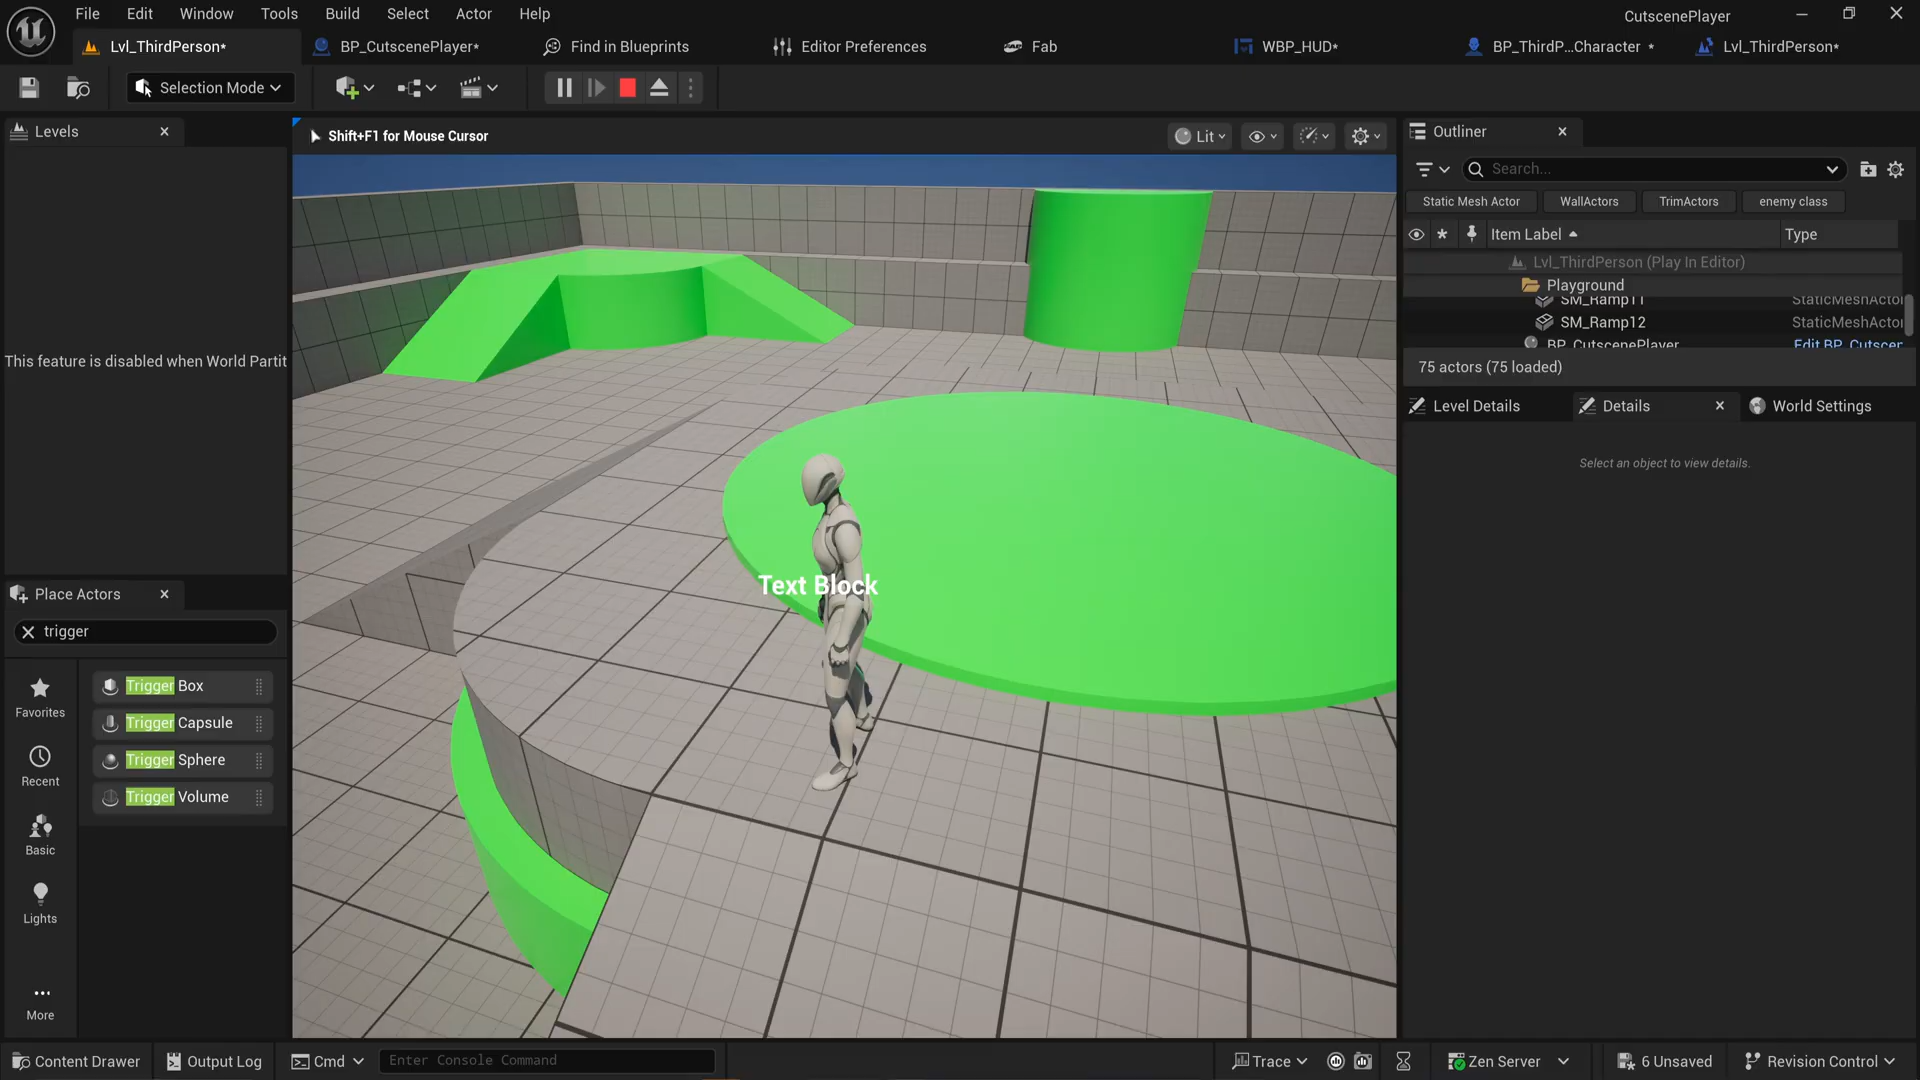 File Edit Window Tools Build Select Actor Help
CutscenePlayer
Lvl_ThirdPerson*
BP_CutscenePlayer*
Find in Blueprints
Editor Preferences
Fab
WBP_HUD*
BP_ThirdP...Character *
Lvl_ThirdPerson*
Selection Mode
Levels
This feature is disabled when World Partit
Place Actors
trigger
Favorites
Recent
Basic
Lights
More
Trigger Box
Trigger Capsule
Trigger Sphere
Trigger Volume
Shift+F1 for Mouse Cursor
Lit
Text Block
Outliner
Search...
Static Mesh Actor
WallActors
TrimActors
enemy class
Item Label
Type
Lvl_ThirdPerson (Play In Editor)
Playground
SM_Ramp11 StaticMeshActor
SM_Ramp12 StaticMeshActor
BP_CutscenePlayer Edit BP_Cutscer
75 actors (75 loaded)
Level Details
Details
World Settings
Select an object to view details.
Content Drawer
Output Log
Cmd
Enter Console Command
Trace
Zen Server
6 Unsaved
Revision Control